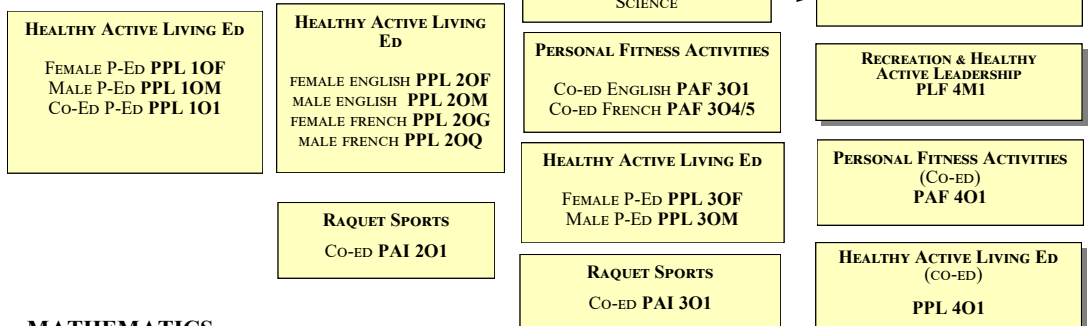 HEALTHY ACTIVE LIVING ED
FEMALE P-ED PPL 1OF
MALE P-ED PPL 1OM
CO-ED P-ED PPL 1O1
HEALTHY ACTIVE LIVING
ED
FEMALE ENGLISH PPL 2OF
MALE ENGLISH PPL 2OM
FEMALE FRENCH PPL 2OG
MALE FRENCH PPL 2OQ
RAQUET SPORTS
CO-ED PAI 2O1
SCIENCE
PERSONAL FITNESS ACTIVITIES
CO-ED ENGLISH PAF 3O1
CO-ED FRENCH PAF 3O4/5
HEALTHY ACTIVE LIVING ED
FEMALE P-ED PPL 3OF
MALE P-ED PPL 3OM
RAQUET SPORTS
CO-ED PAI 3O1
RECREATION & HEALTHY
ACTIVE LEADERSHIP
PLF 4M1
PERSONAL FITNESS ACTIVITIES
(CO-ED)
PAF 4O1
HEALTHY ACTIVE LIVING ED
(CO-ED)
PPL 4O1
MATHEMATICS